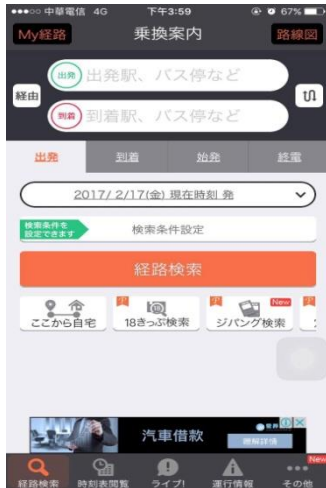 中華電信 4G 下午3:59 67%
My経路 乗換案内 路線図
出発 出発駅、バス停など
経由
到着 到着駅、バス停など
出発 到着 始発 終電
2017/ 2/17(金) 現在時刻 発
検索条件を
設定できます
検索条件設定
経路検索
New
ここから自宅 18きっぷ検索 ジパング検索
汽車借款
瞭解詳情
New
経路検索 時刻表閲覧 ライブ! 運行情報 その他